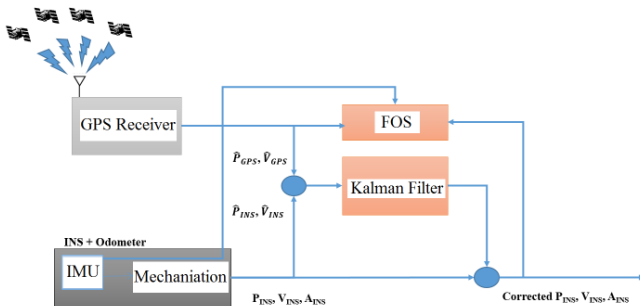 GPS Receiver
FOS
P̂GPS, V̂GPS
Kalman Filter
P̂INS, V̂INS
INS + Odometer
IMU
Mechaniation
PINS, VINS, AINS
Corrected PINS, VINS, AINS